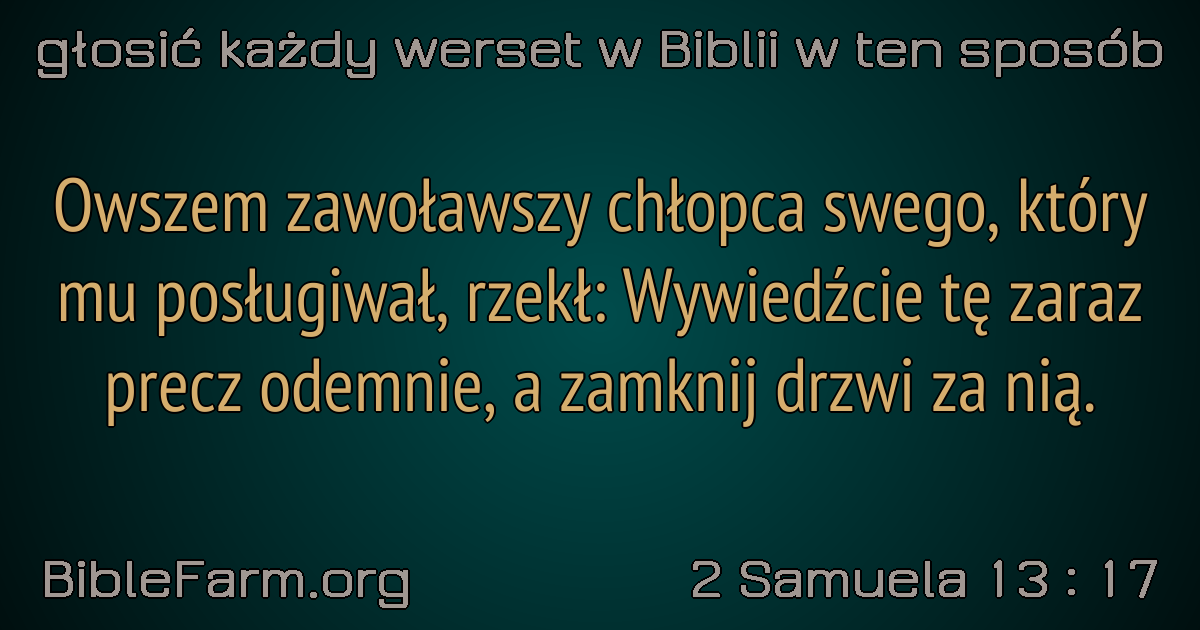 głosić każdy werset w Biblii w ten sposób
Owszem zawoławszy chłopca swego, który
mu posługiwał, rzekł: Wywiedźcie tę zaraz
precz odemnie, a zamknij drzwi za nią.
BibleFarm.org
2 Samuela 13 : 17